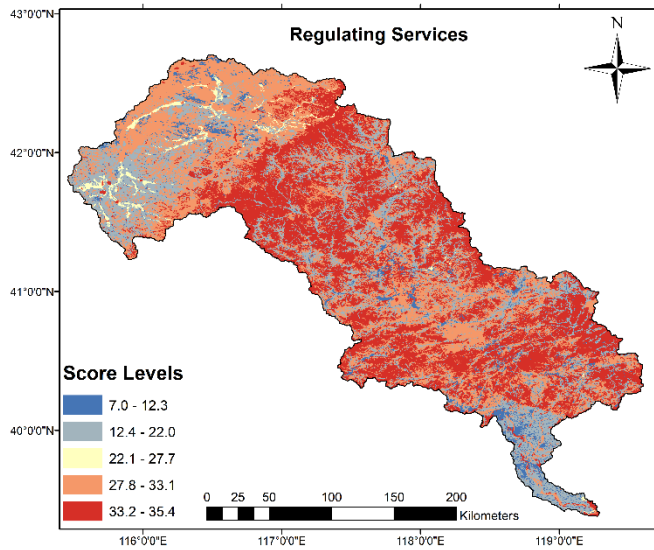 43°0'0"N
Regulating Services
N
42°0'0"N
41°0'0"N
40°0'0"N
Score Levels
7.0 - 12.3
12.4 - 22.0
22.1 - 27.7
27.8 - 33.1
33.2 - 35.4
0 25 50 100 150 200
Kilometers
116°0'0"E 117°0'0"E 118°0'0"E 119°0'0"E